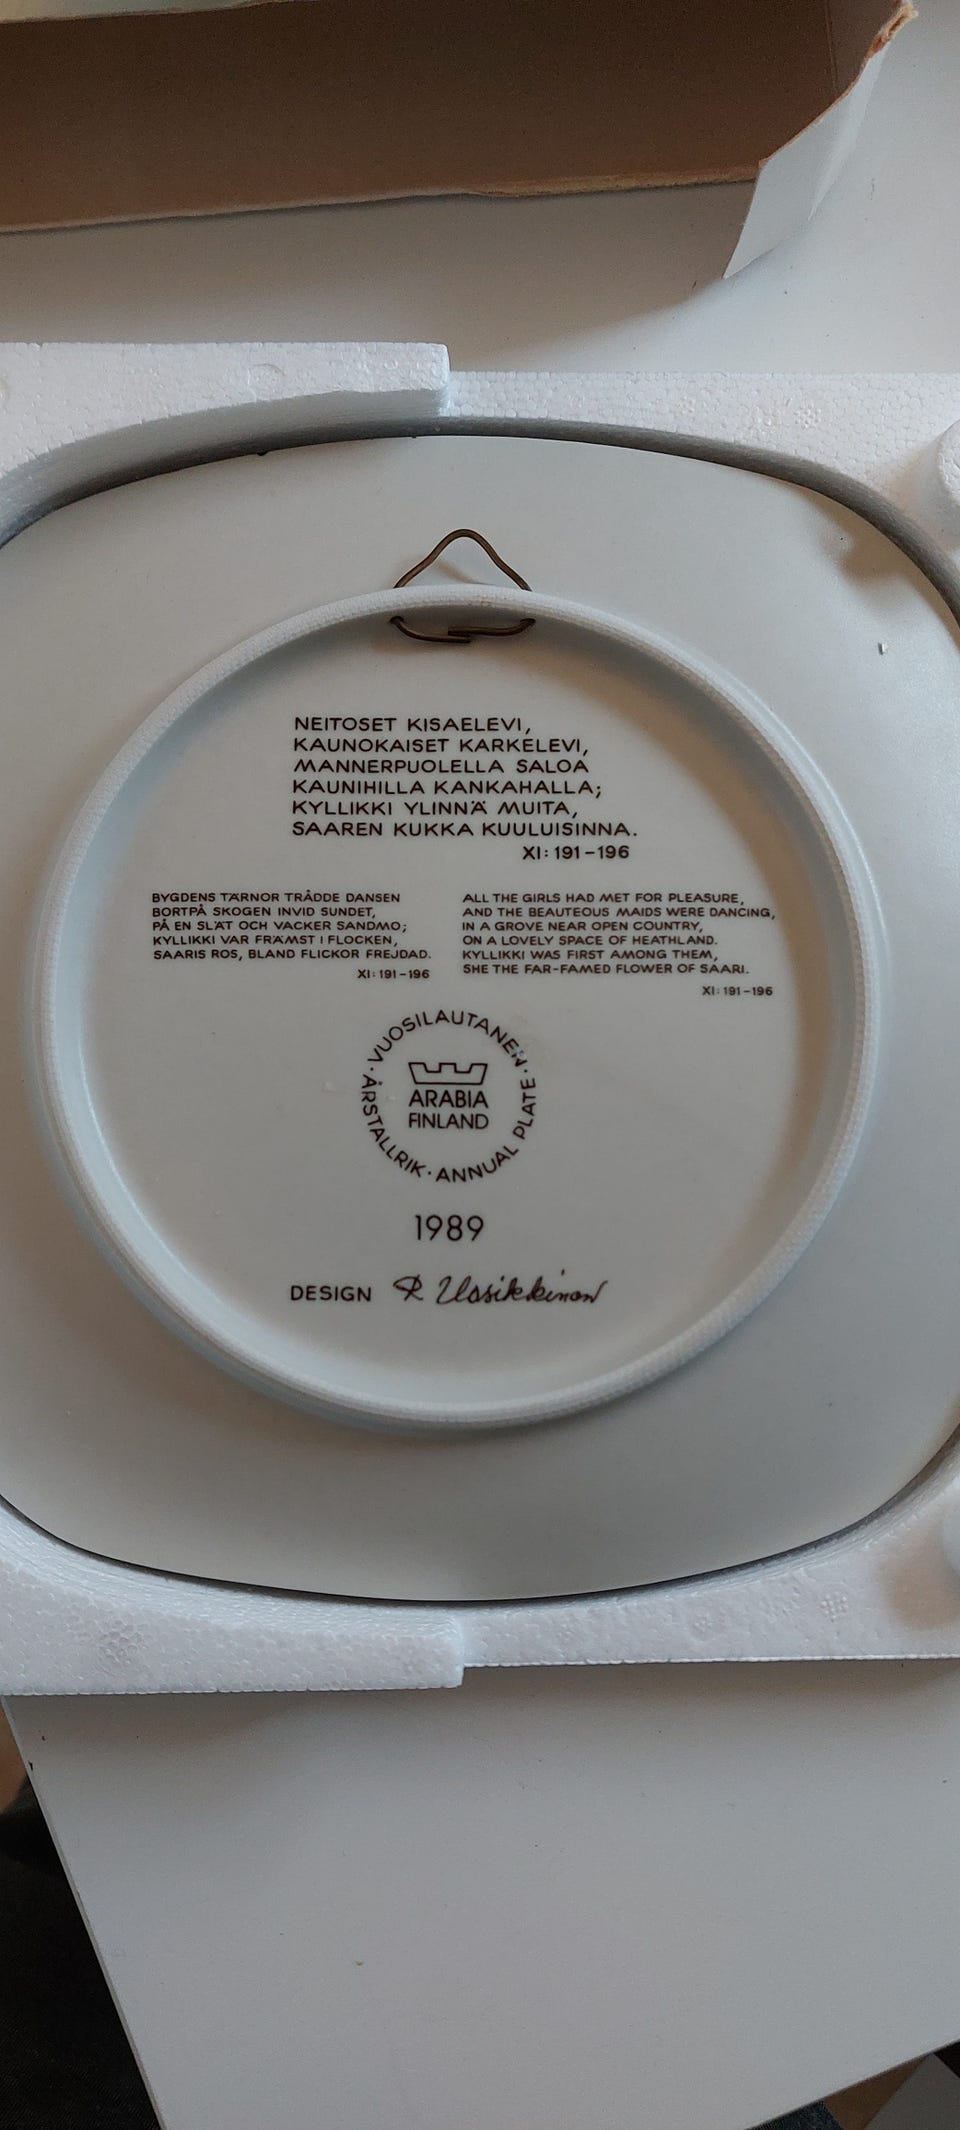 NEITOSET KISAELEVI,
KAUNOKAISET KARKELEVI,
MANNERPUOLELLA SALOA
KAUNIHILLA KANKAHALLA;
KYLLIKKI YLINNÄ MUITA,
SAAREN KUKKA KUULUISINNA.
XI: 191-196
BYGDENS TÄRNOR TRÅDDE DANSEN
BORTPÅ SKOGEN INVID SUNDET,
PÅ EN SLÄT OCH VACKER SANDMO;
KYLLIKKI VAR FRÄMST I FLOCKEN,
SAARIS ROS, BLAND FLICKOR FREJDAD.
XI: 191-196
ALL THE GIRLS HAD MET FOR PLEASURE,
AND THE BEAUTEOUS MAIDS WERE DANCING,
IN A GROVE NEAR OPEN COUNTRY,
ON A LOVELY SPACE OF HEATHLAND.
KYLLIKKI WAS FIRST AMONG THEM,
SHE THE FAR-FAMED FLOWER OF SAARI.
XI: 191-196
· VUOSILAUTANEN · ANNUAL PLATE · ÅRSTALLRIK
ARABIA
FINLAND
1989
DESIGN R Uosikkinen